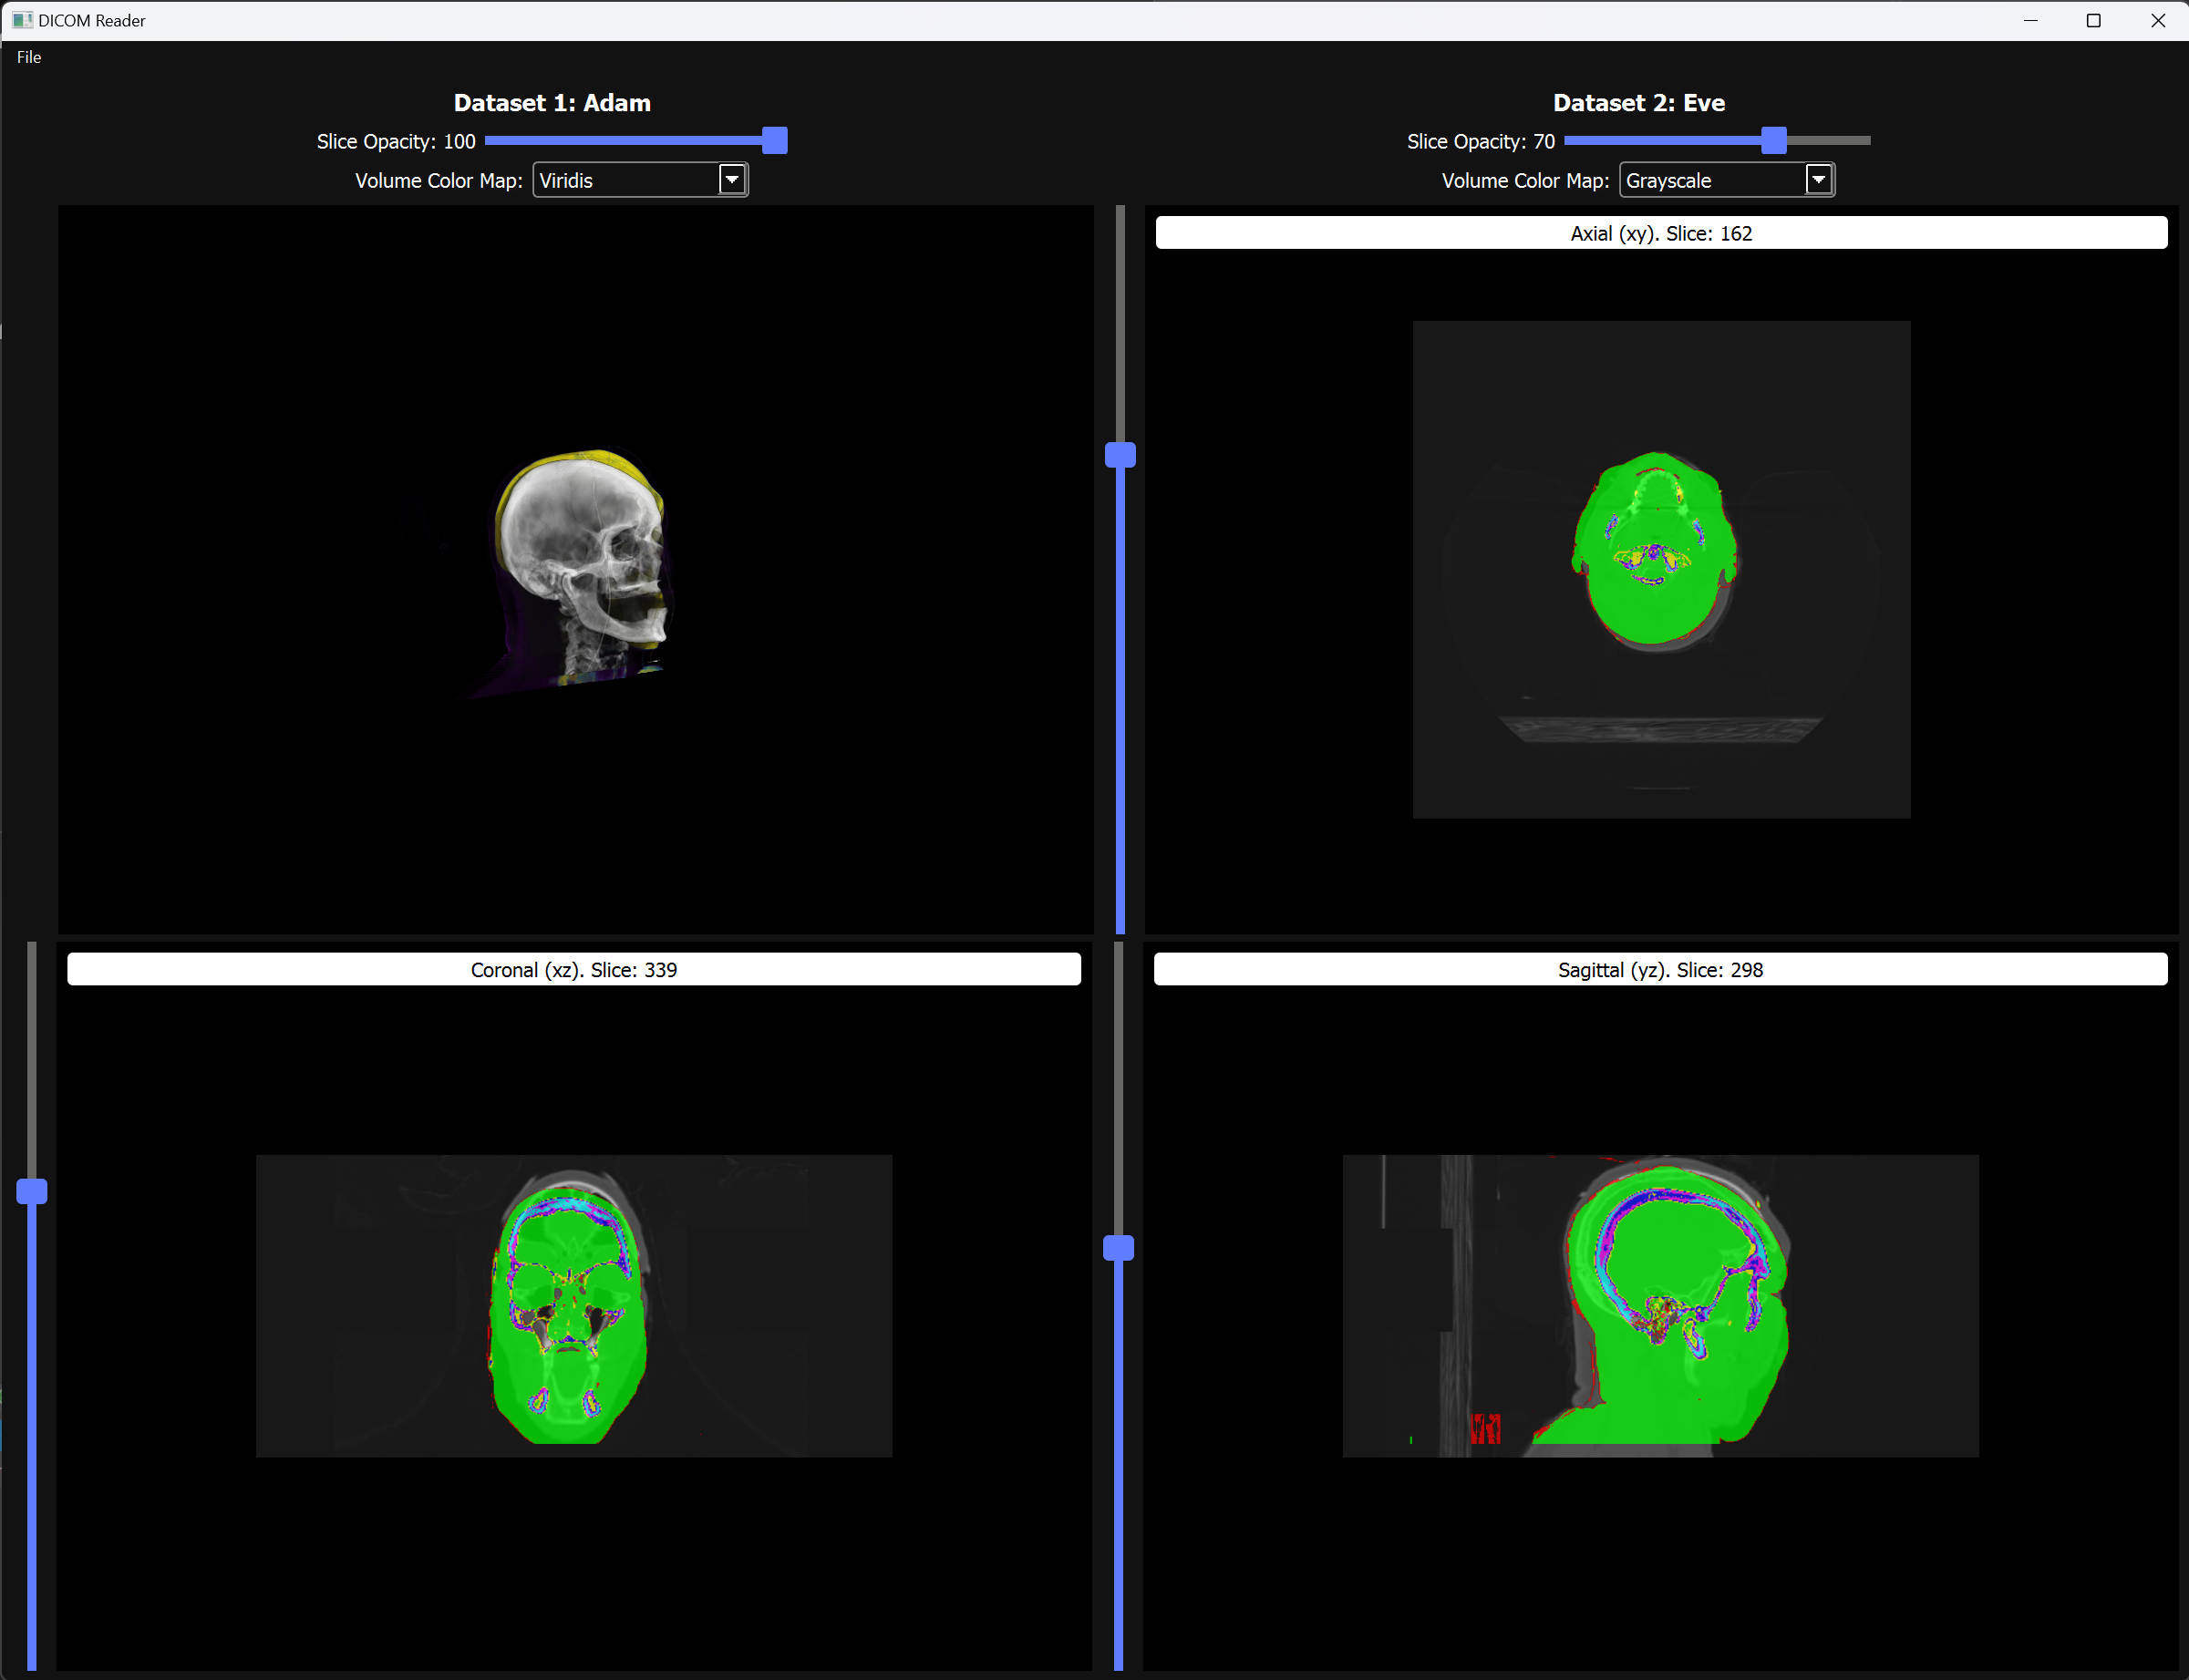 DICOM Reader
File
Dataset 1: Adam
Slice Opacity: 100
Volume Color Map: Viridis
Dataset 2: Eve
Slice Opacity: 70
Volume Color Map: Grayscale
Axial (xy). Slice: 162
Coronal (xz). Slice: 339
Sagittal (yz). Slice: 298